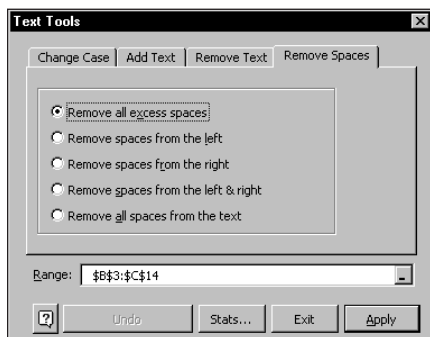 Text Tools
Change Case Add Text Remove Text Remove Spaces
Remove all excess spaces
Remove spaces from the left
Remove spaces from the right
Remove spaces from the left & right
Remove all spaces from the text
Range: $B$3:$C$14
? Undo Stats... Exit Apply